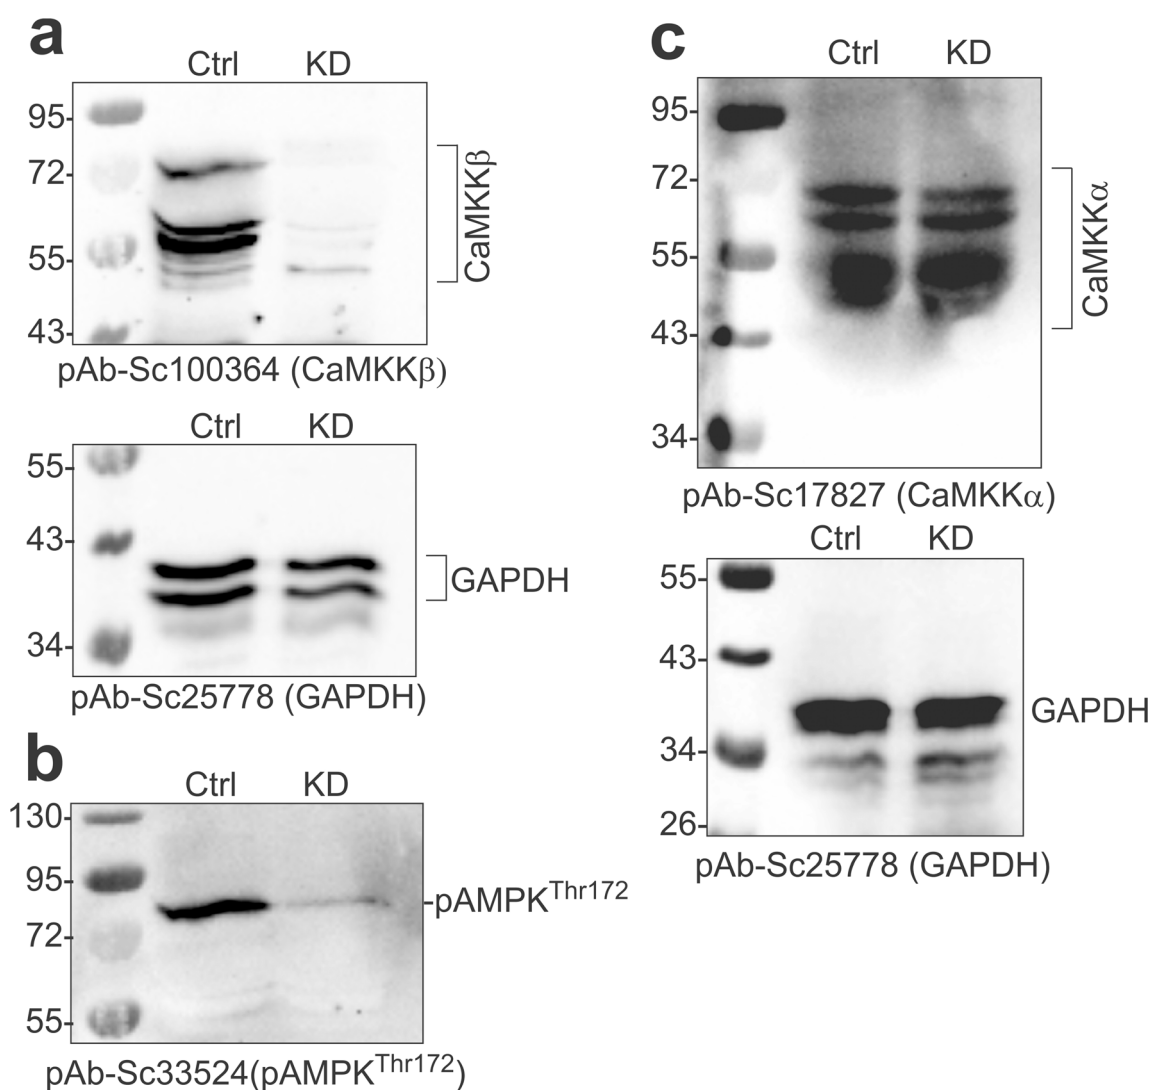 a
Ctrl KD
95-
72-
55-
43-
CaMKKβ
pAb-Sc100364 (CaMKKβ)
Ctrl KD
55-
43-
34-
GAPDH
pAb-Sc25778 (GAPDH)
b
Ctrl KD
130-
95-
72-
55-
-pAMPKThr172
pAb-Sc33524(pAMPKThr172)
c
Ctrl KD
95-
72-
55-
43-
34-
CaMKKα
pAb-Sc17827 (CaMKKα)
Ctrl KD
55-
43-
34-
26-
GAPDH
pAb-Sc25778 (GAPDH)